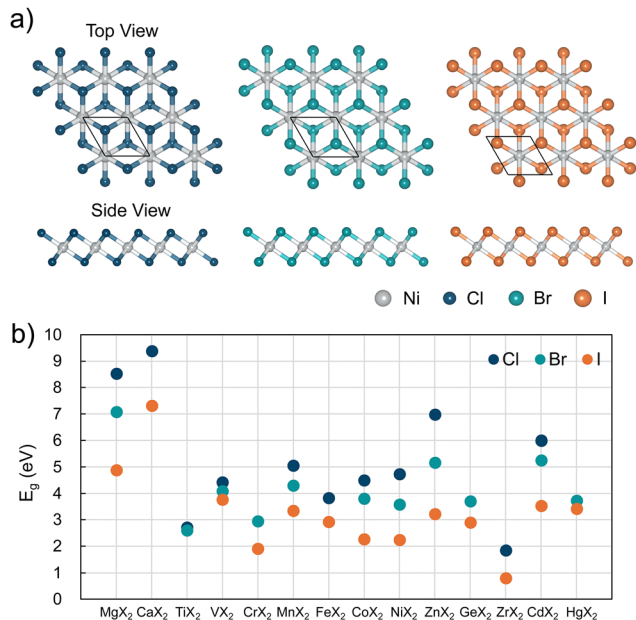 a)
Top View
Side View
Ni Cl Br I
b)
Cl Br I
E₉ (eV)
10
9
8
7
6
5
4
3
2
1
0
MgX₂ CaX₂ TiX₂ VX₂ CrX₂ MnX₂ FeX₂ CoX₂ NiX₂ ZnX₂ GeX₂ ZrX₂ CdX₂ HgX₂